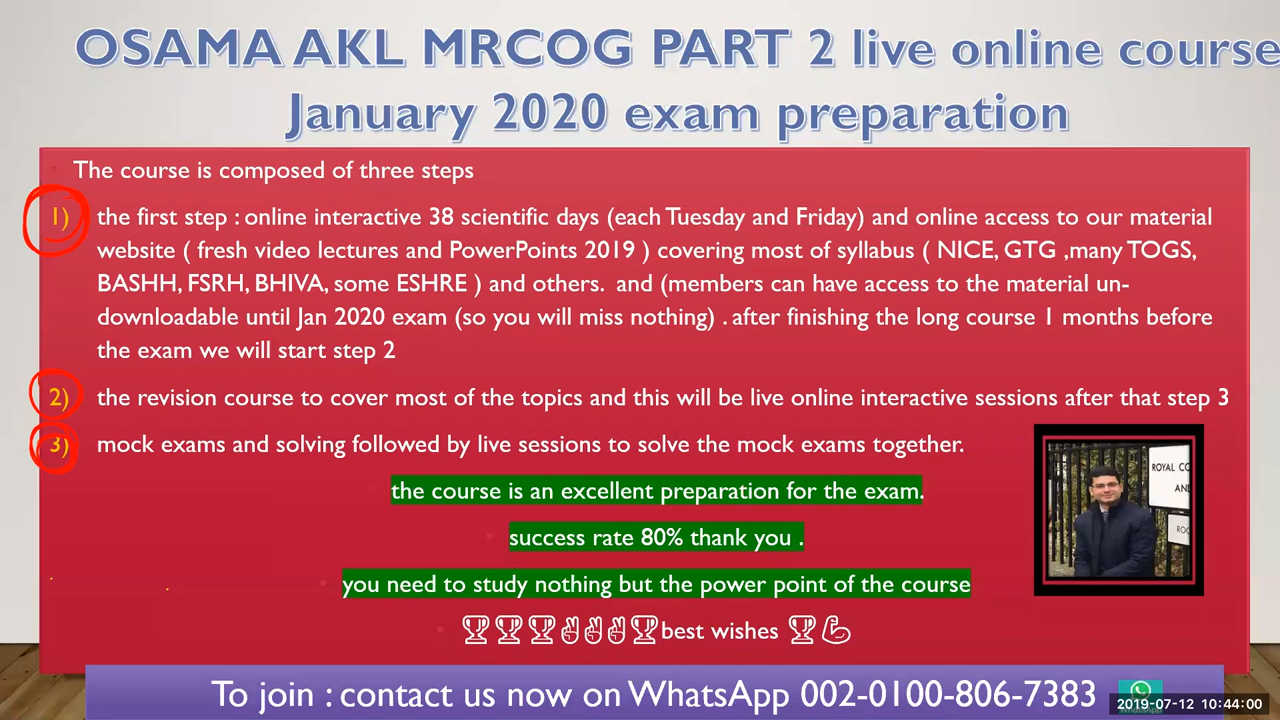 OSAMA AKL MRCOG PART 2 live online course
January 2020 exam preparation
The course is composed of three steps
1) the first step : online interactive 38 scientific days (each Tuesday and Friday) and online access to our material
website ( fresh video lectures and PowerPoints 2019 ) covering most of syllabus ( NICE, GTG ,many TOGS,
BASHH, FSRH, BHIVA, some ESHRE ) and others. and (members can have access to the material un-
downloadable until Jan 2020 exam (so you will miss nothing) . after finishing the long course 1 months before
the exam we will start step 2
2) the revision course to cover most of the topics and this will be live online interactive sessions after that step 3
3) mock exams and solving followed by live sessions to solve the mock exams together.
ROYAL CO
AN
ROC
the course is an excellent preparation for the exam.
success rate 80% thank you .
you need to study nothing but the power point of the course
🏆🏆🏆✌✌✌🏆best wishes 🏆💪
To join : contact us now on WhatsApp 002-0100-806-7383
2019-07-12 10:44:00